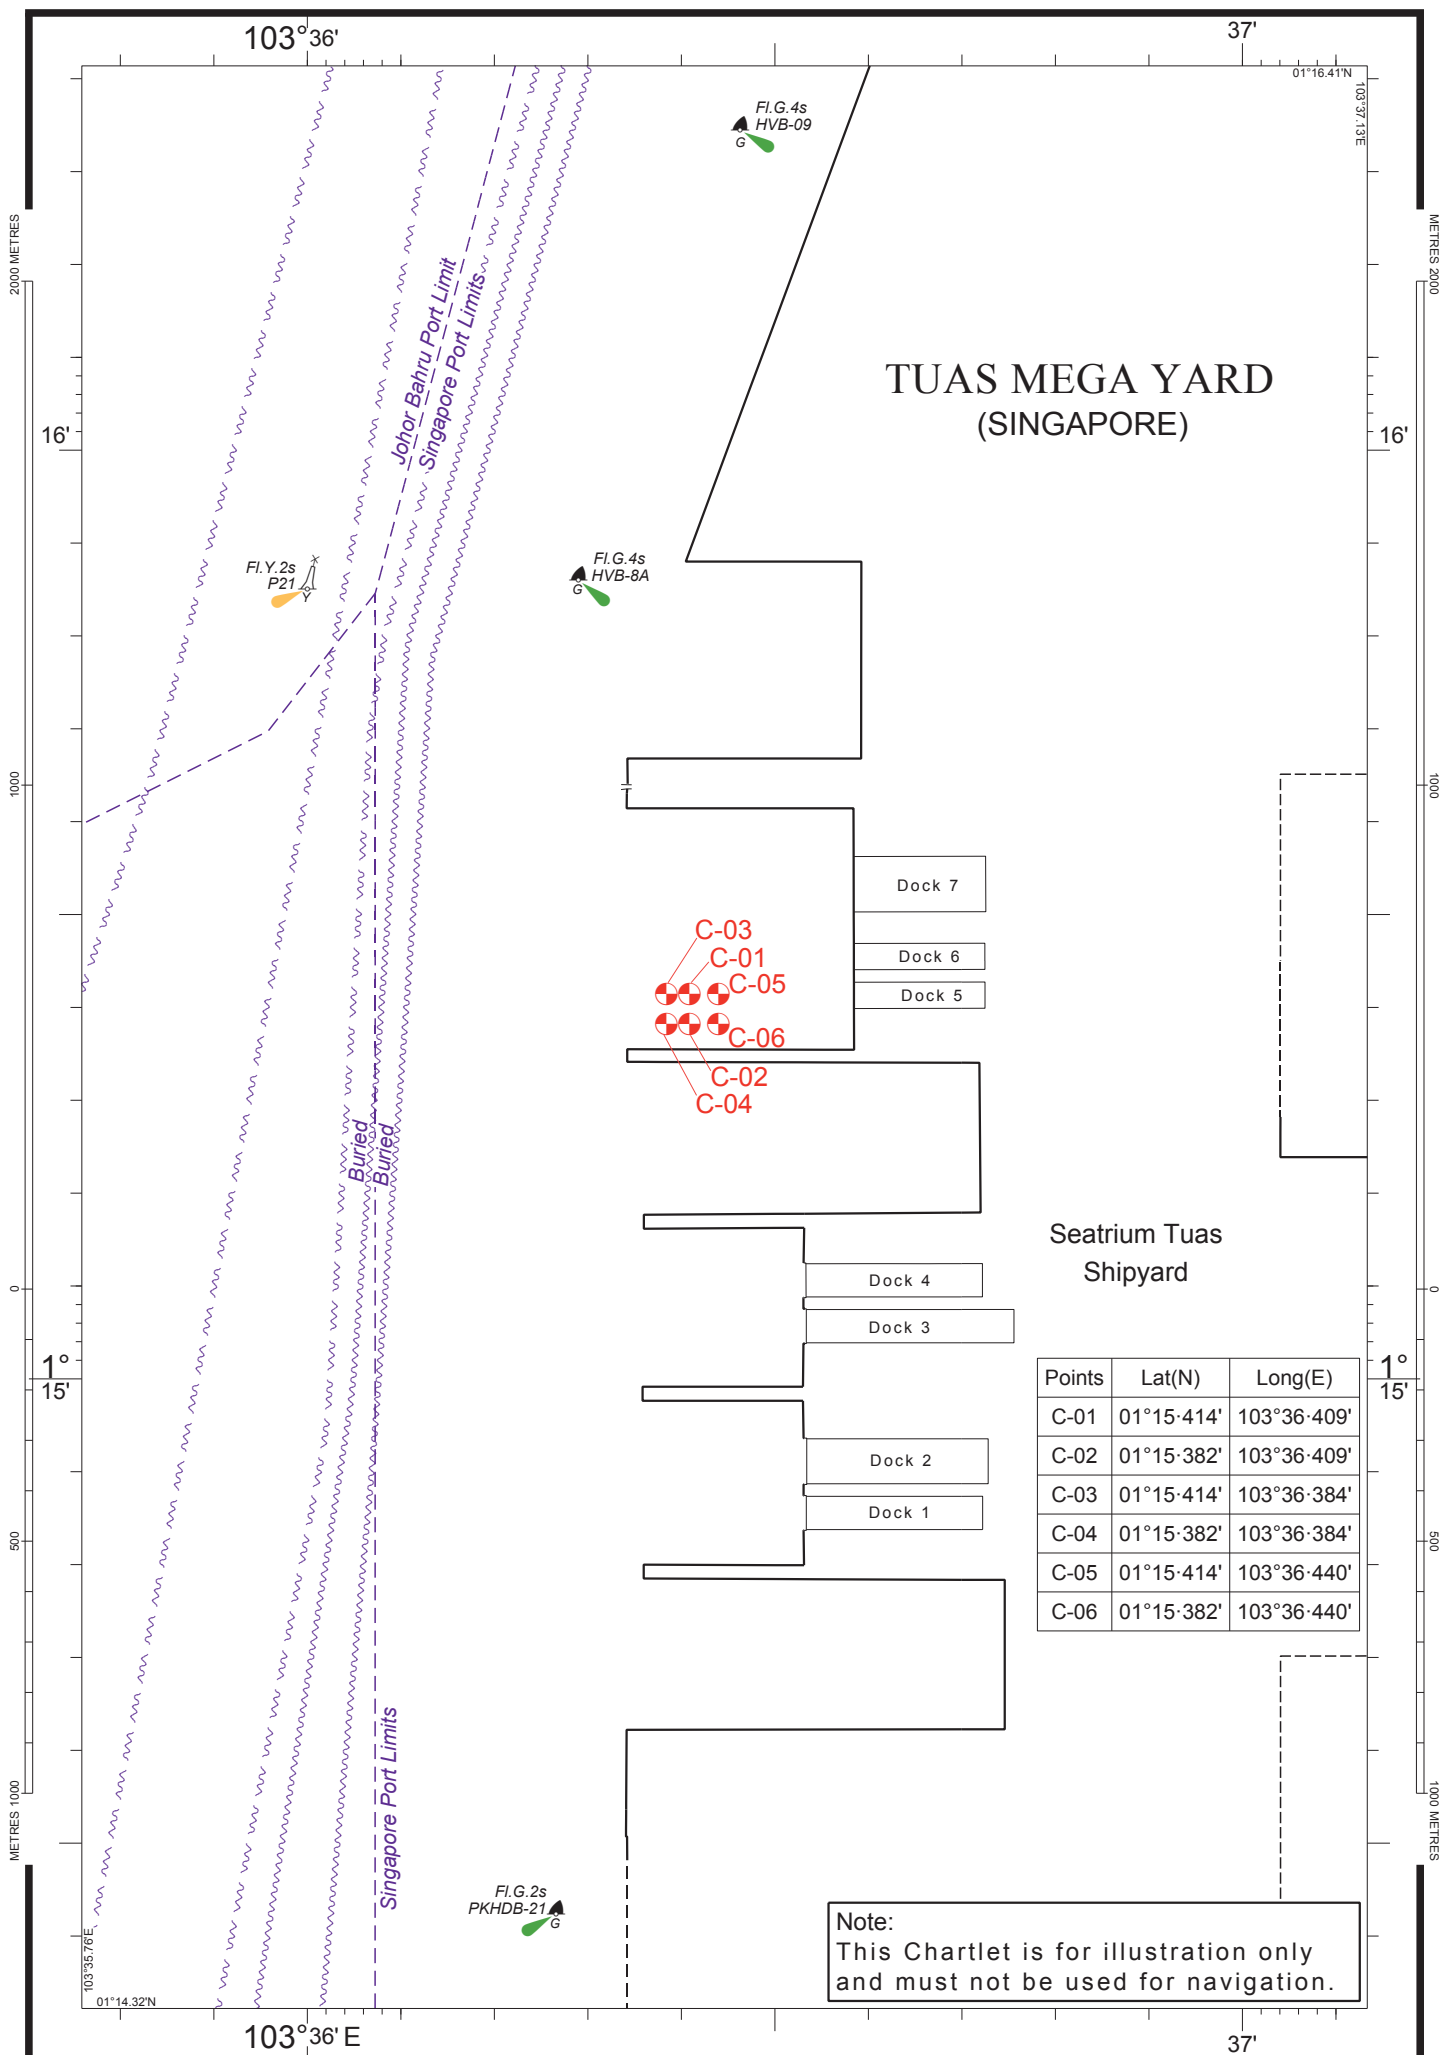 103°36'
37'
01°16.41'N
103°37.13'E
Fl.G.4s
HVB-09
METRES
2000
2000 METRES
Johor Bahru Port Limit
Singapore Port Limits
TUAS MEGA YARD
(SINGAPORE)
16'
16'
Fl.Y.2s
P21
Y
Fl.G.4s
HVB-8A
G
G
1000
1000
Dock 7
C-03
C-01
C-05
Dock 6
Dock 5
C-06
C-02
C-04
Buried
Buried
Seatrium Tuas
Shipyard
Dock 4
0
0
Dock 3
1°
15'
1°
15'
Points Lat(N) Long(E)
C-01 01°15·414' 103°36·409'
C-02 01°15·382' 103°36·409'
C-03 01°15·414' 103°36·384'
C-04 01°15·382' 103°36·384'
C-05 01°15·414' 103°36·440'
C-06 01°15·382' 103°36·440'
Dock 2
Dock 1
500
500
Singapore Port Limits
METRES 1000
1000 METRES
Fl.G.2s
PKHDB-21
G
Note:
This Chartlet is for illustration only
and must not be used for navigation.
103°35.76'E
01°14.32'N
103°36' E
37'